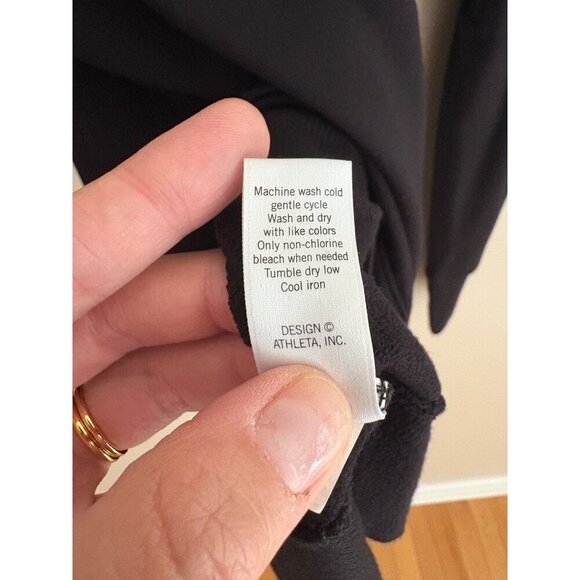 Machine wash cold
gentle cycle
Wash and dry
with like colors
Only non-chlorine
bleach when needed
Tumble dry low
Cool iron
DESIGN ©
ATHLETA, INC.